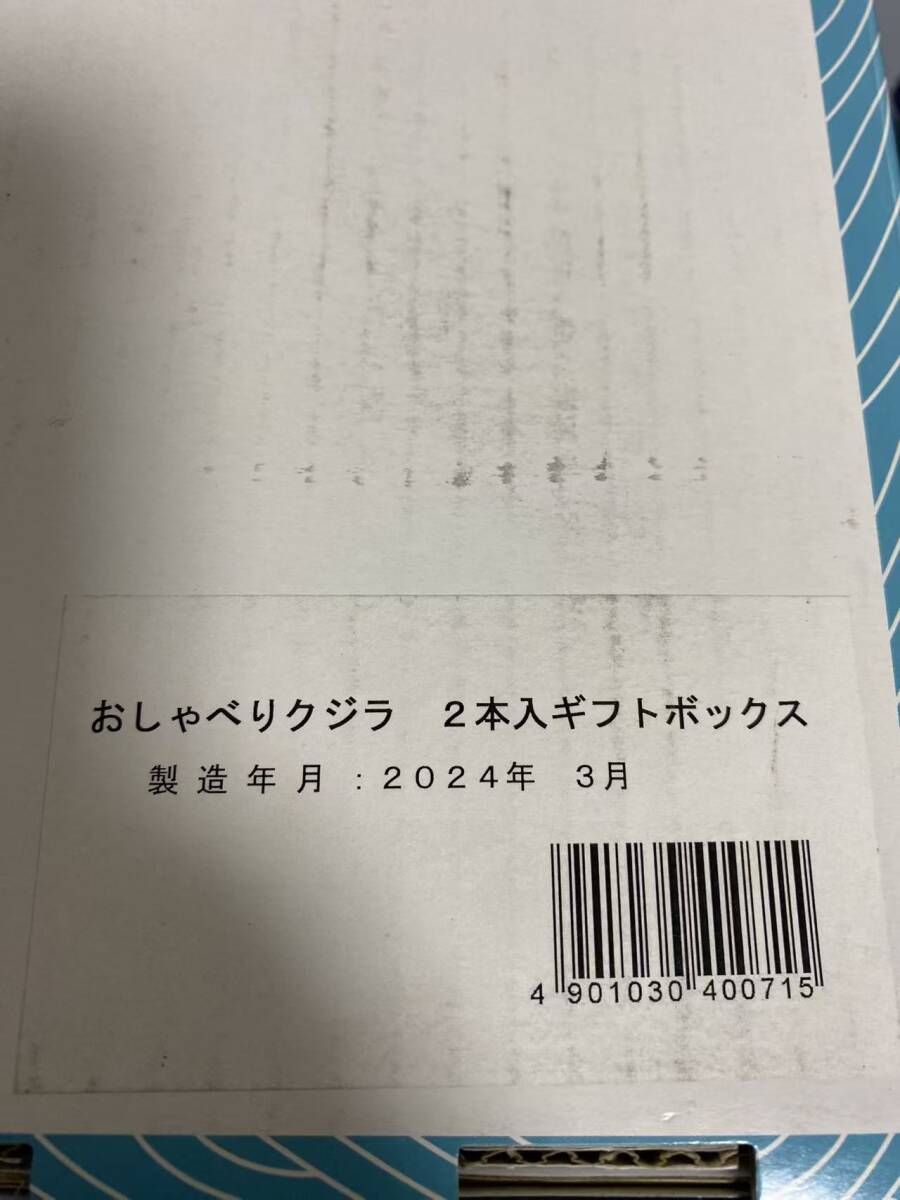 おしゃべりクジラ　２本入ギフトボックス
製造年月：２０２４年　３月
4 901030 400715